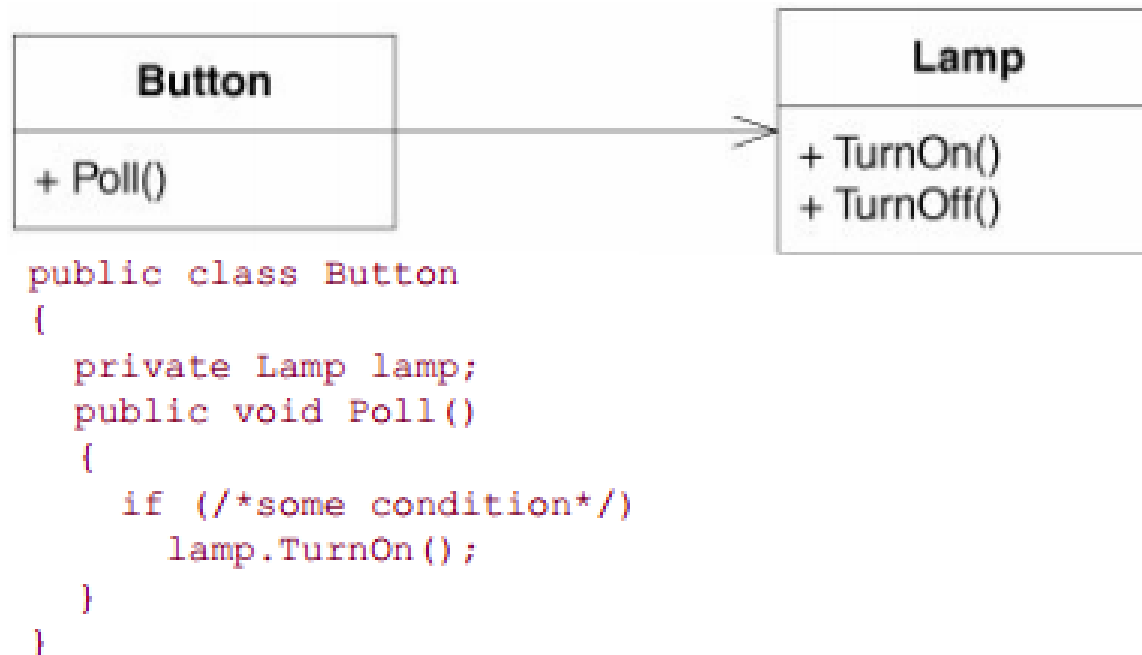 Button
+ Poll()
Lamp
+ TurnOn()
+ TurnOff()
public class Button
{
  private Lamp lamp;
  public void Poll()
  {
    if (/*some condition*/)
      lamp.TurnOn();
  }
}